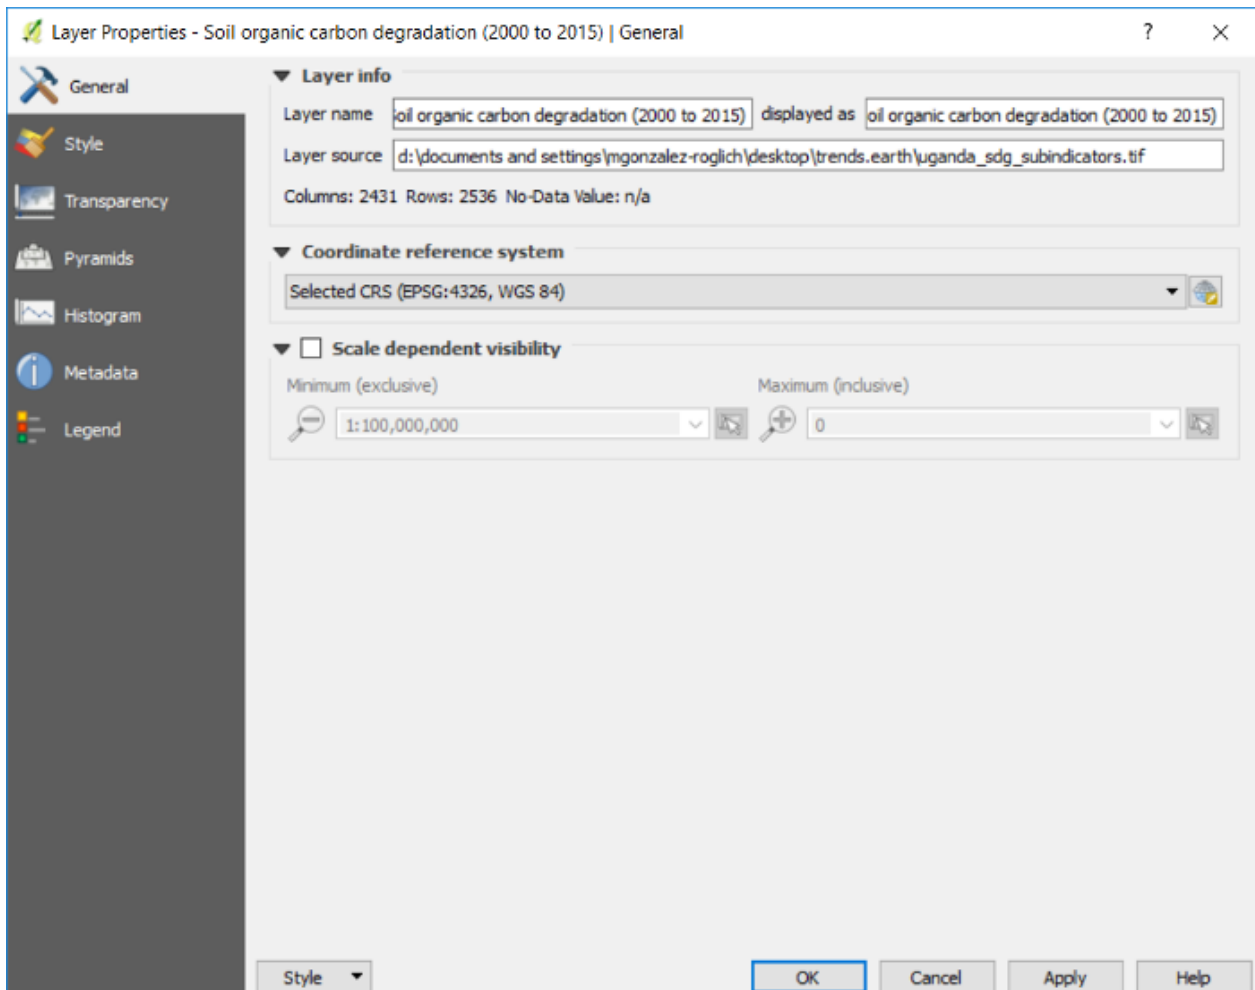 Layer Properties - Soil organic carbon degradation (2000 to 2015) | General ?
General
Style
Transparency
Pyramids
Histogram
Metadata
Legend
Layer info
Layer name oil organic carbon degradation (2000 to 2015) displayed as oil organic carbon degradation (2000 to 2015)
Layer source d:\documents and settings\mgonzalez-roglich\desktop\trends.earth\uganda_sdg_subindicators.tif
Columns: 2431 Rows: 2536 No-Data Value: n/a
Coordinate reference system
Selected CRS (EPSG:4326, WGS 84)
Scale dependent visibility
Minimum (exclusive) Maximum (inclusive)
1:100,000,000 0
Style OK Cancel Apply Help